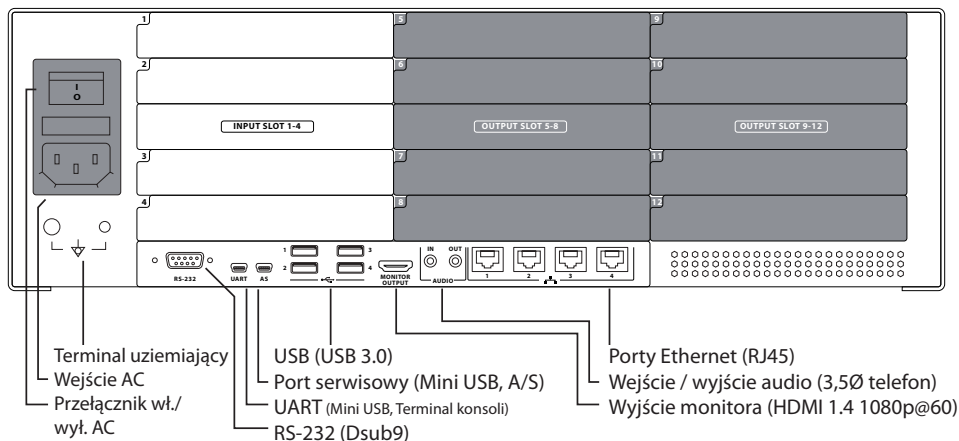 1
5
9
2
6
10
I
O
INPUT SLOT 1-4
OUTPUT SLOT 5-8
OUTPUT SLOT 9-12
3
7
11
4
8
12
RS-232
UART
AS
1
2
3
4
MONITOR
OUTPUT
IN
OUT
AUDIO
1
2
3
4
Terminal uziemiający
Wejście AC
Przełącznik wł./
wył. AC
USB (USB 3.0)
Port serwisowy (Mini USB, A/S)
UART (Mini USB, Terminal konsoli)
RS-232 (Dsub9)
Porty Ethernet (RJ45)
Wejście / wyjście audio (3,5Ø telefon)
Wyjście monitora (HDMI 1.4 1080p@60)